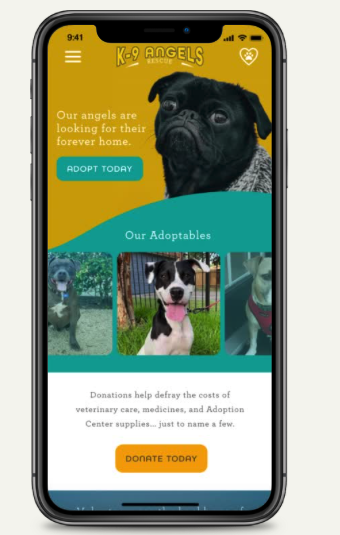 9:41
K-9 ANGELS
RESCUE
Our angels are
looking for their
forever home.
ADOPT TODAY
Our Adoptables
Donations help defray the costs of
veterinary care, medicines, and Adoption
Center supplies... just to name a few.
DONATE TODAY